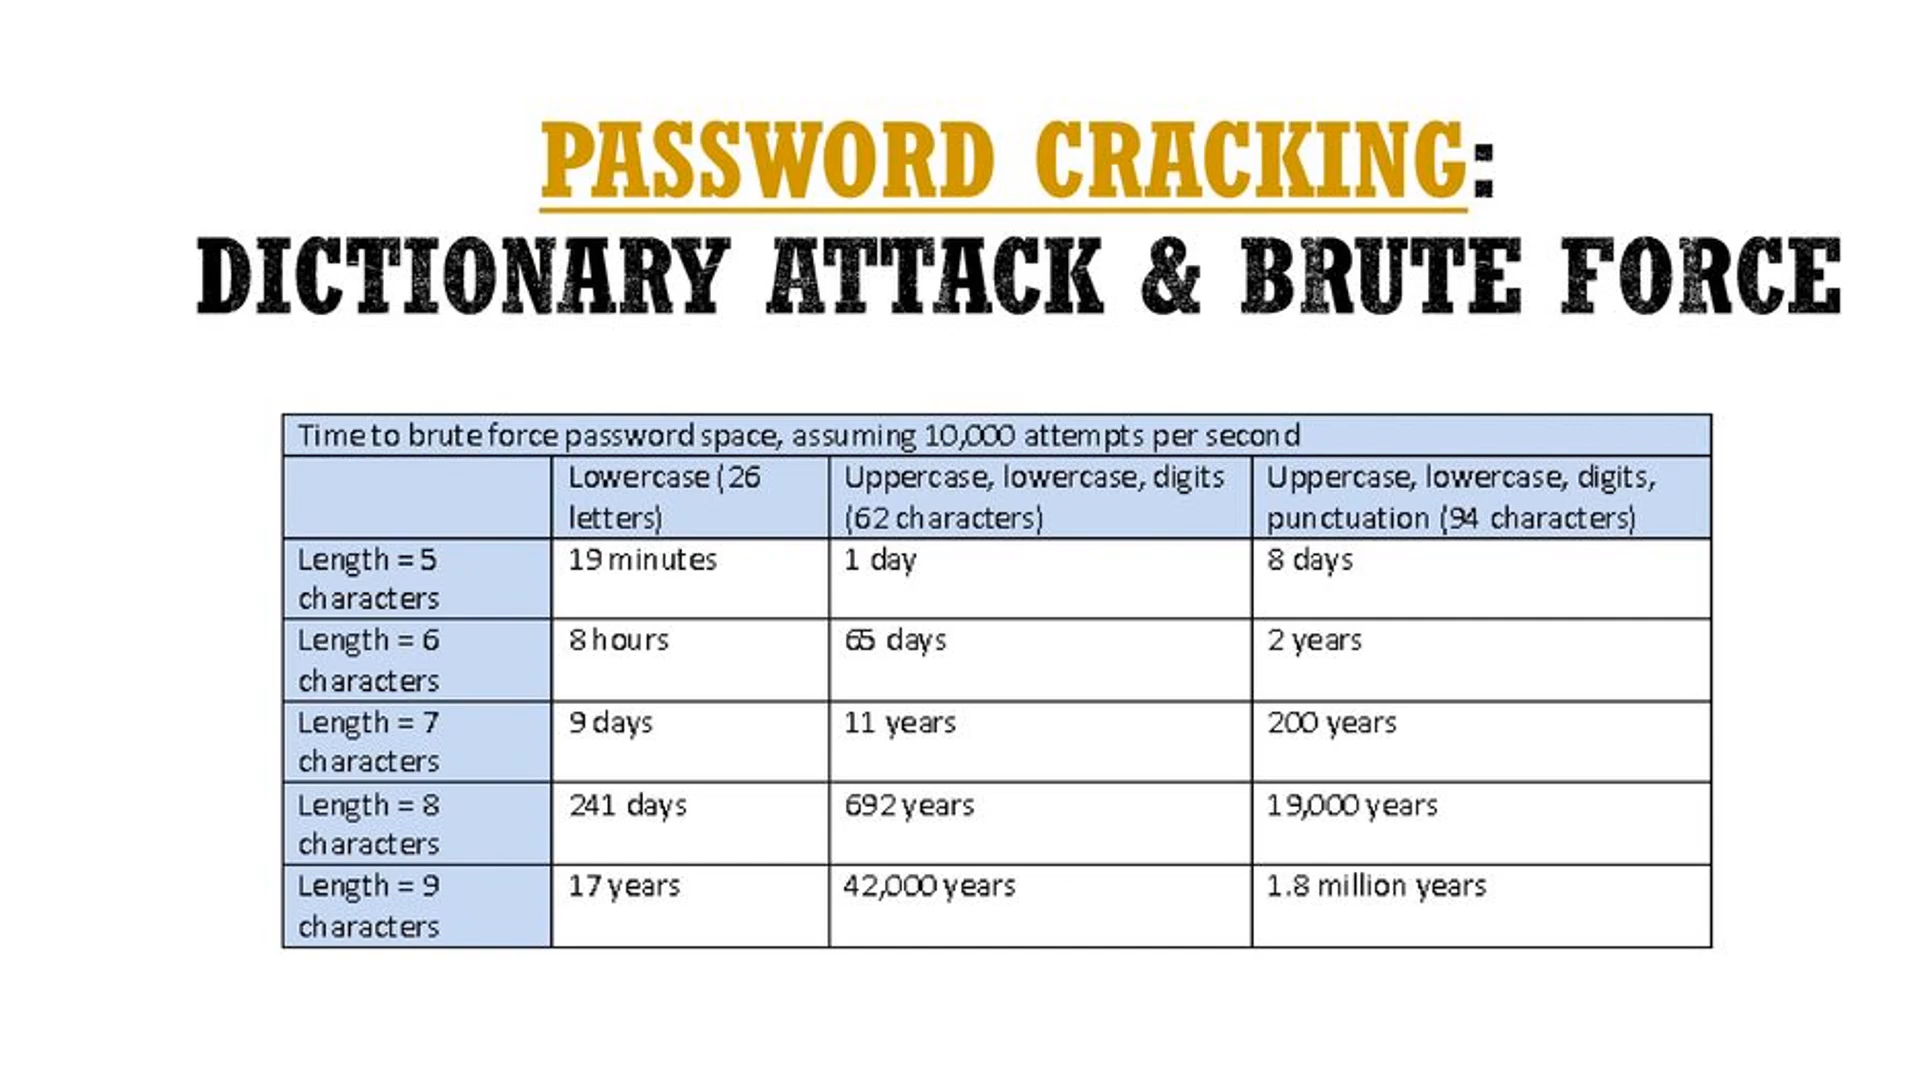 PASSWORD CRACKING:
DICTIONARY ATTACK & BRUTE FORCE
Time to brute force password space, assuming 10,000 attempts per second
Lowercase (26 letters)
Uppercase, lowercase, digits (62 characters)
Uppercase, lowercase, digits, punctuation (94 characters)
Length = 5 characters
19 minutes
1 day
8 days
Length = 6 characters
8 hours
65 days
2 years
Length = 7 characters
9 days
11 years
200 years
Length = 8 characters
241 days
692 years
19,000 years
Length = 9 characters
17 years
42,000 years
1.8 million years